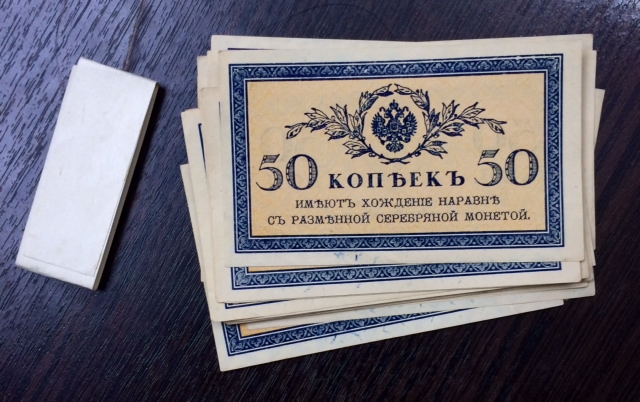 50 КОПѢЕКЪ 50
ИМѢЮТЪ ХОЖДЕНІЕ НАРАВНѢ
СЪ РАЗМѢННОЙ СЕРЕБРЯНОЙ МОНЕТОЙ.